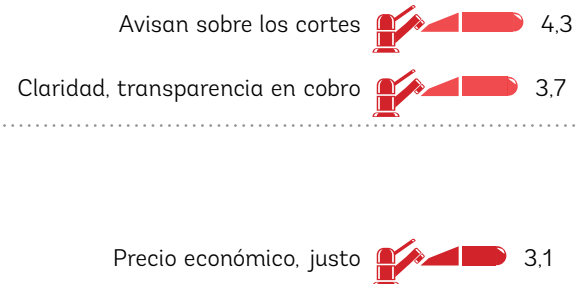 Avisan sobre los cortes 4,3
Claridad, transparencia en cobro 3,7
Precio económico, justo 3,1